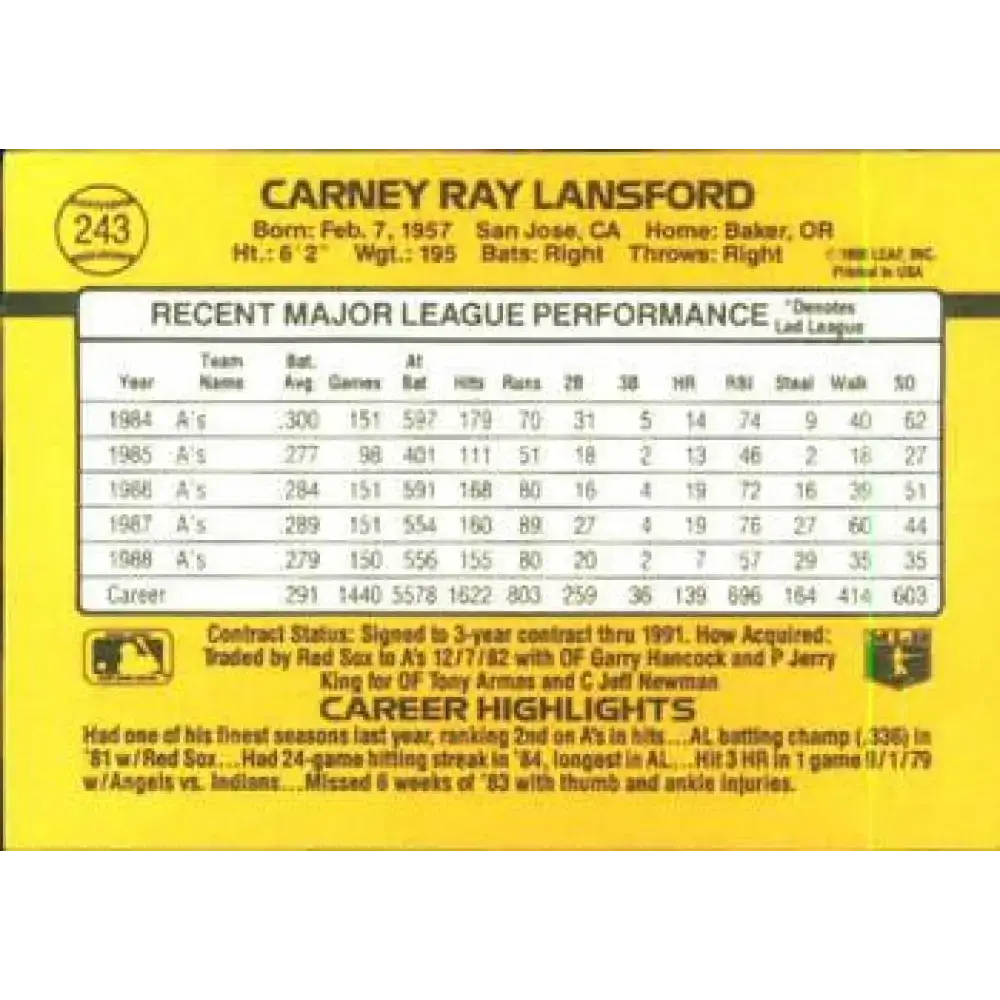 243
CARNEY RAY LANSFORD
Born: Feb. 7, 1957 San Jose, CA Home: Baker, OR
Ht.: 6'2" Wgt.: 195 Bats: Right Throws: Right
LEAF, INC.
Printed in USA
RECENT MAJOR LEAGUE PERFORMANCE
*Denotes
Led League
Year Team Name Bat. Avg Games At Bat Hits Runs 2B 3B HR RBI Steal Walk SO
1984 A's .300 151 597 179 70 31 5 14 74 9 40 62
1985 A's .277 98 401 111 51 18 2 13 46 2 18 27
1986 A's .284 151 591 168 80 16 4 19 72 16 39 51
1987 A's .289 151 554 160 89 27 4 19 76 27 60 44
1988 A's .279 150 556 155 80 20 2 7 57 29 35 35
Career .291 1440 5578 1622 803 259 36 139 696 164 414 603
Contract Status: Signed to 3-year contract thru 1991. How Acquired:
Traded by Red Sox to A's 12/7/82 with OF Garry Hancock and P Jerry
King for OF Tony Armas and C Jeff Newman
CAREER HIGHLIGHTS
Had one of his finest seasons last year, ranking 2nd on A's in hits...AL batting champ (.336) in
'81 w/Red Sox...Had 24-game hitting streak in '84, longest in AL...Hit 3 HR in 1 game 9/1/79
w/Angels vs. Indians...Missed 6 weeks of '83 with thumb and ankle injuries.